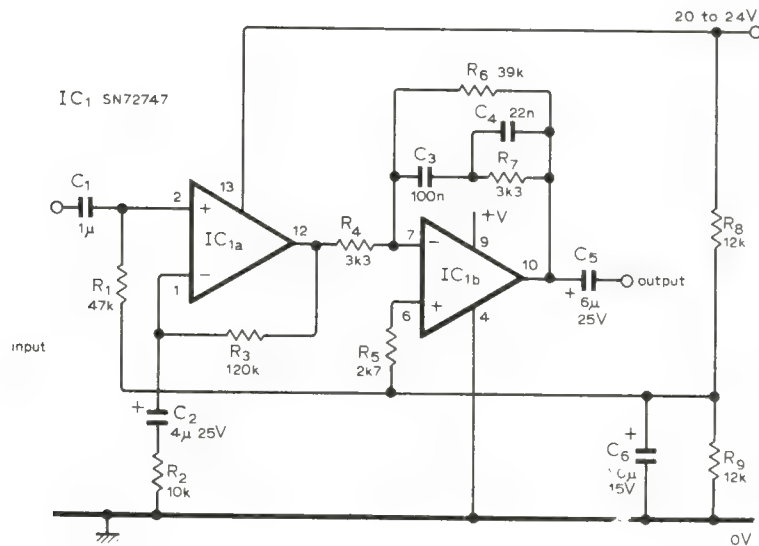 20 to 24V
R6 39k
IC1 SN72747
C4 22n
C3
100n
R7
3k3
C1
1μ
2
13
+
IC1a
12
R4
3k3
7
+V
9
IC1b
10
C5
+ 6μ
25V
output
R8
12k
R1
47k
−
1
−
+
6
4
R3
120k
R5
2k7
input
+
C2
4μ 25V
R2
10k
+
C6
15V
R9
12k
0V